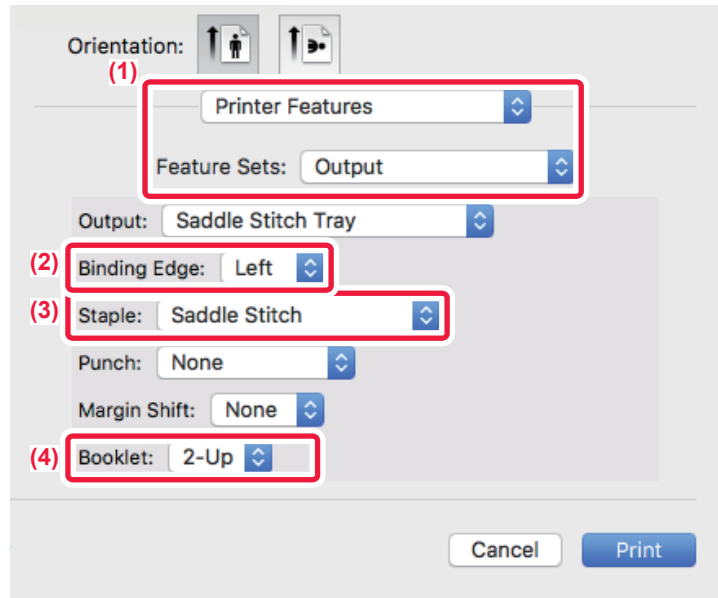 Orientation:
(1)
Printer Features
Feature Sets: Output
Output: Saddle Stitch Tray
(2) Binding Edge: Left
(3) Staple: Saddle Stitch
Punch: None
Margin Shift: None
(4) Booklet: 2-Up
Cancel Print